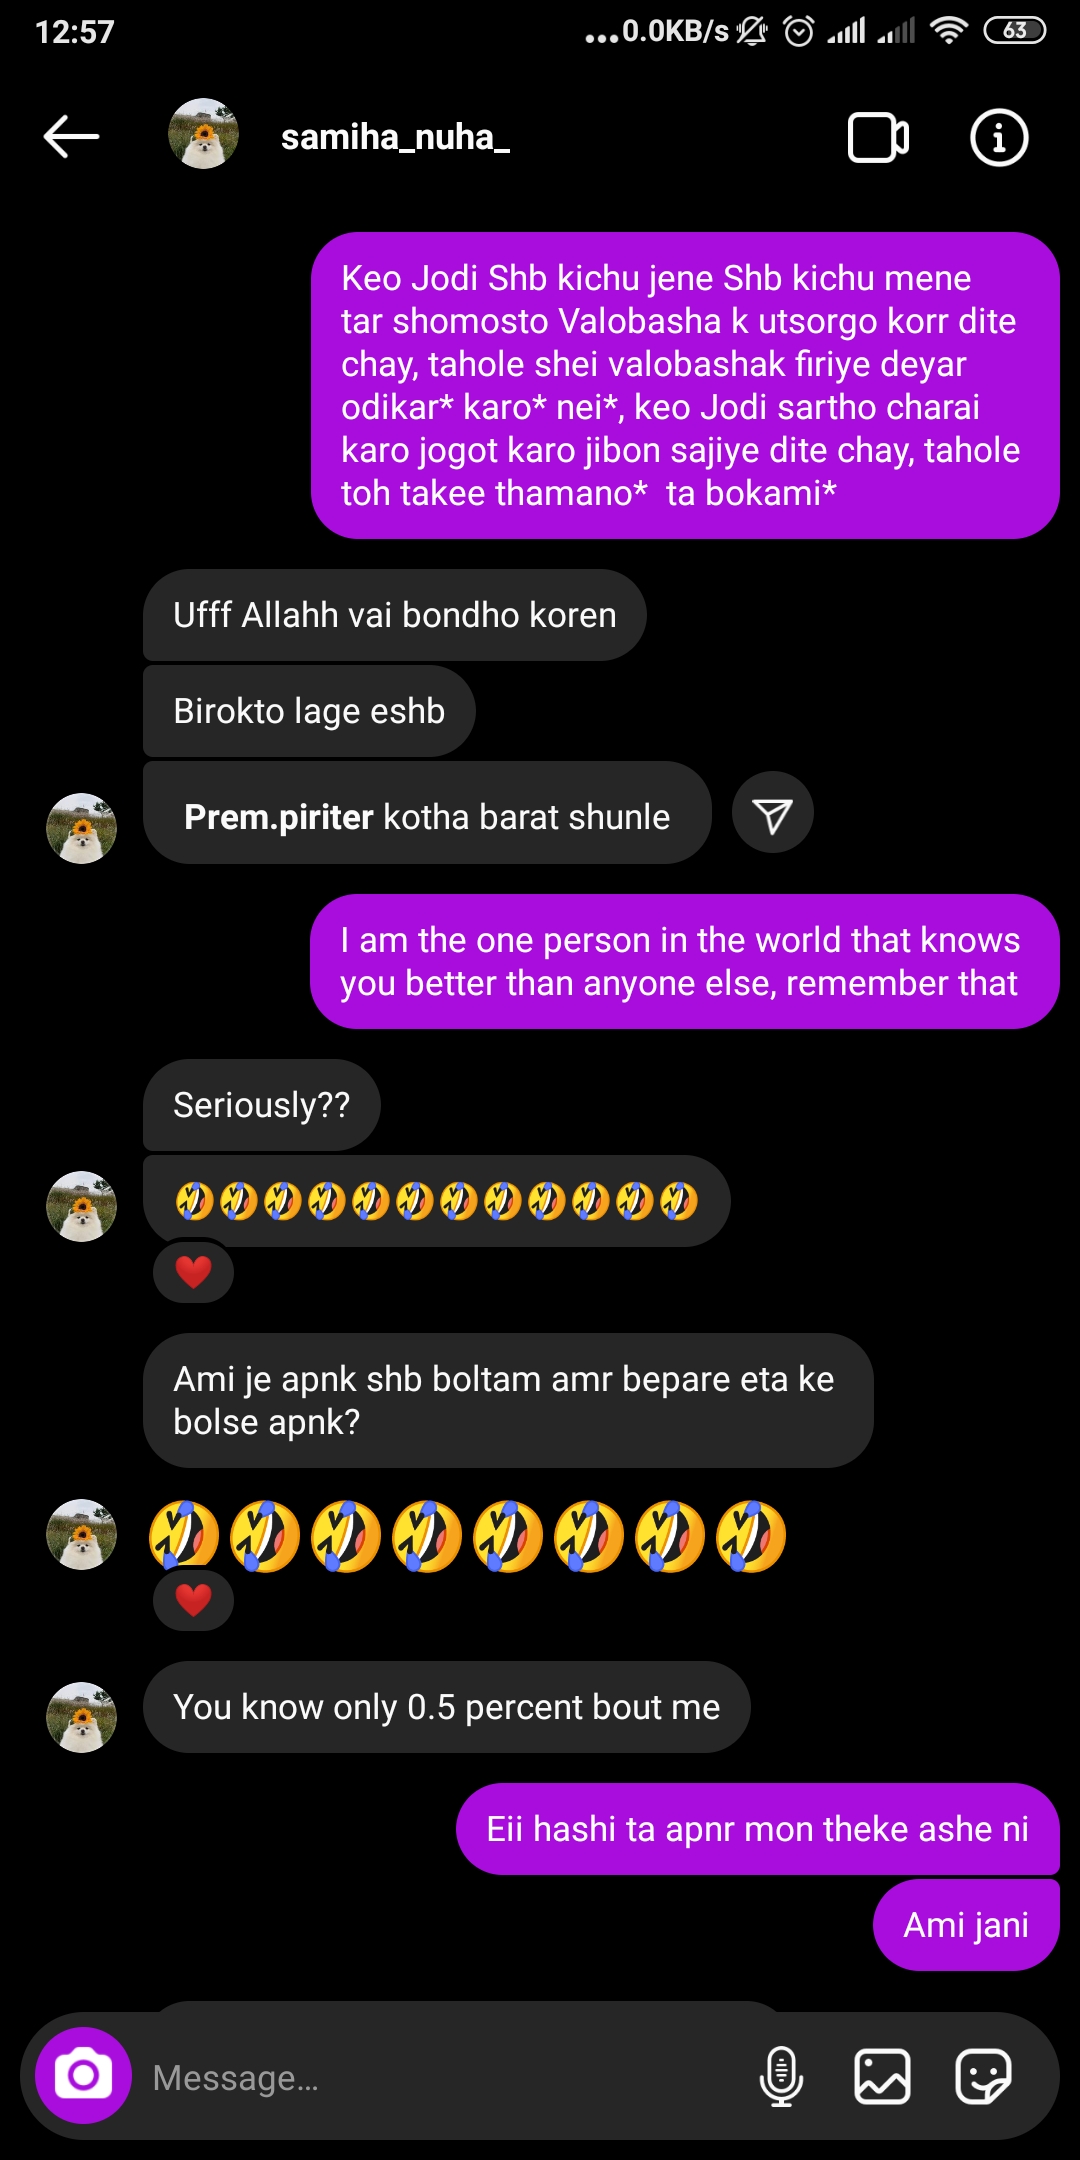 12:57
...0.0KB/s
63
samiha_nuha_
Keo Jodi Shb kichu jene Shb kichu mene
tar shomosto Valobasha k utsorgo korr dite
chay, tahole shei valobashak firiye deyar
odikar* karo* nei*, keo Jodi sartho charai
karo jogot karo jibon sajiye dite chay, tahole
toh takee thamano* ta bokami*
Ufff Allahh vai bondho koren
Birokto lage eshb
Prem.piriter kotha barat shunle
I am the one person in the world that knows
you better than anyone else, remember that
Seriously??
🤣🤣🤣🤣🤣🤣🤣🤣🤣🤣🤣🤣
❤️
Ami je apnk shb boltam amr bepare eta ke
bolse apnk?
🤣🤣🤣🤣🤣🤣🤣🤣
❤️
You know only 0.5 percent bout me
Eii hashi ta apnr mon theke ashe ni
Ami jani
Message...